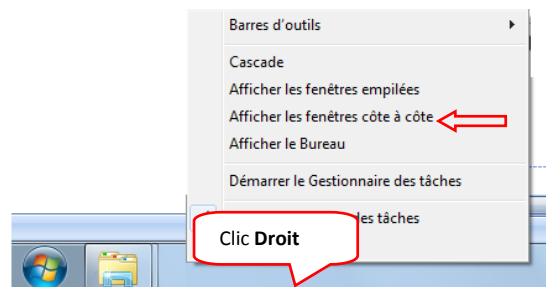 Barres d'outils
Cascade
Afficher les fenêtres empilées
Afficher les fenêtres côte à côte
Afficher le Bureau
Démarrer le Gestionnaire des tâches
des tâches
Clic Droit